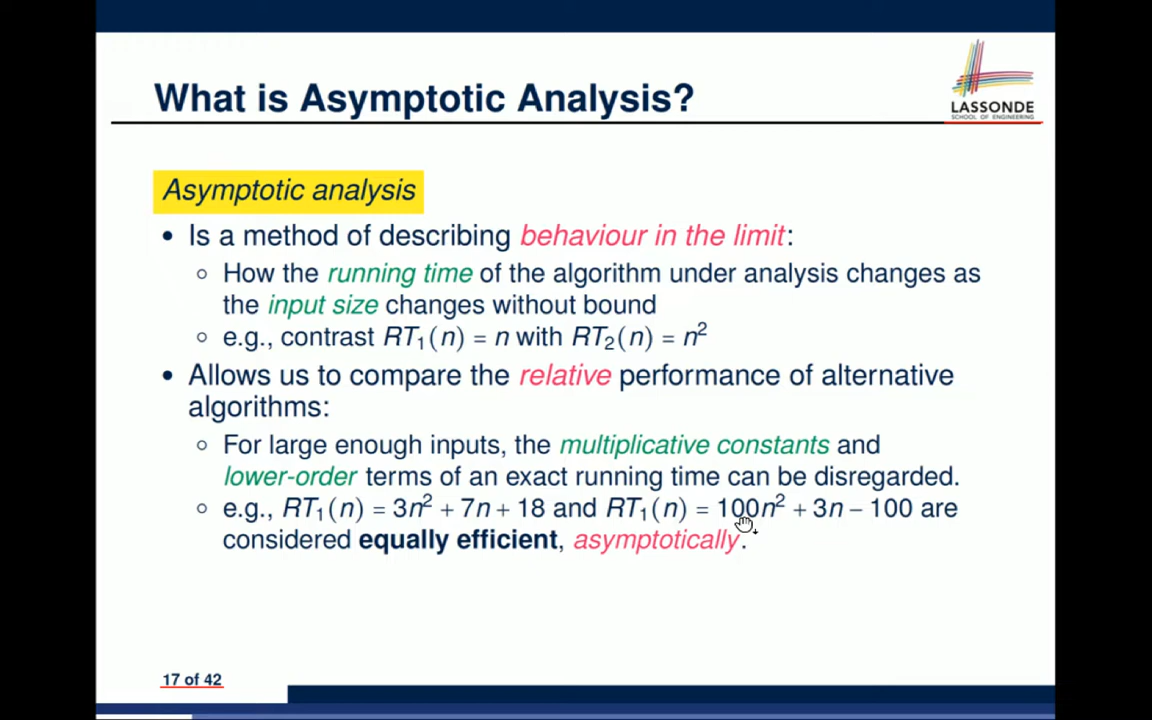 What is Asymptotic Analysis?
LASSONDE
SCHOOL OF ENGINEERING
Asymptotic analysis
• Is a method of describing behaviour in the limit:
○ How the running time of the algorithm under analysis changes as
the input size changes without bound
○ e.g., contrast RT₁(n) = n with RT₂(n) = n²
• Allows us to compare the relative performance of alternative
algorithms:
○ For large enough inputs, the multiplicative constants and
lower-order terms of an exact running time can be disregarded.
○ e.g., RT₁(n) = 3n² + 7n + 18 and RT₁(n) = 100n² + 3n − 100 are
considered equally efficient, asymptotically.
17 of 42